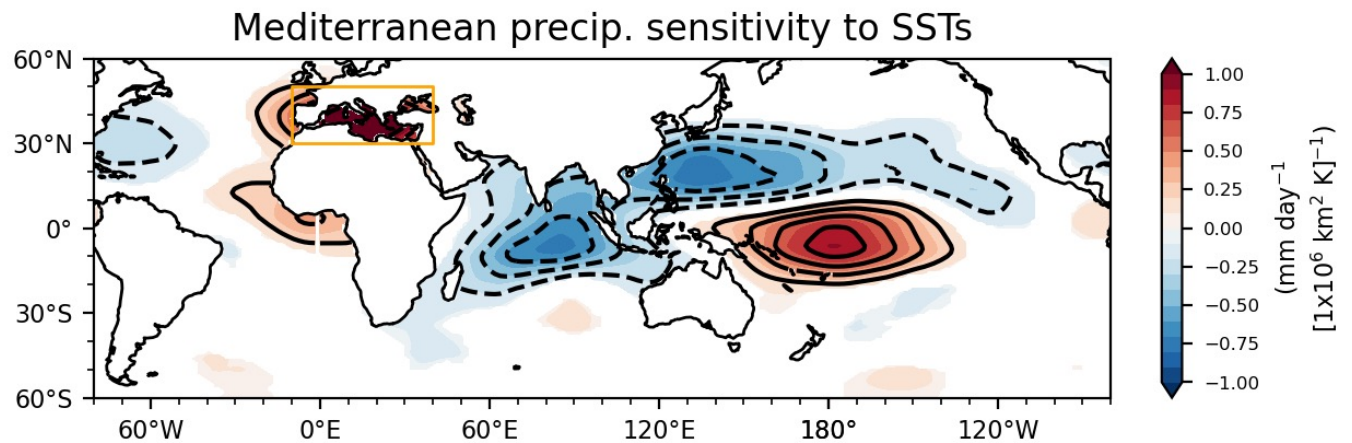 Mediterranean precip. sensitivity to SSTs
60°N
30°N
0°
30°S
60°S
60°W
0°E
60°E
120°E
180°
120°W
1.00
0.75
0.50
0.25
0.00
−0.25
−0.50
−0.75
−1.00
(mm day⁻¹)
[1x10⁶ km² K]⁻¹)